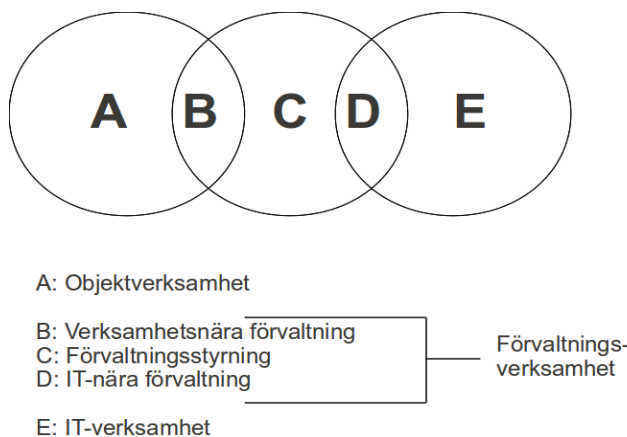 A B C D E
A: Objektverksamhet
B: Verksamhetsnära förvaltning
C: Förvaltningsstyrning
D: IT-nära förvaltning
Förvaltnings-
verksamhet
E: IT-verksamhet